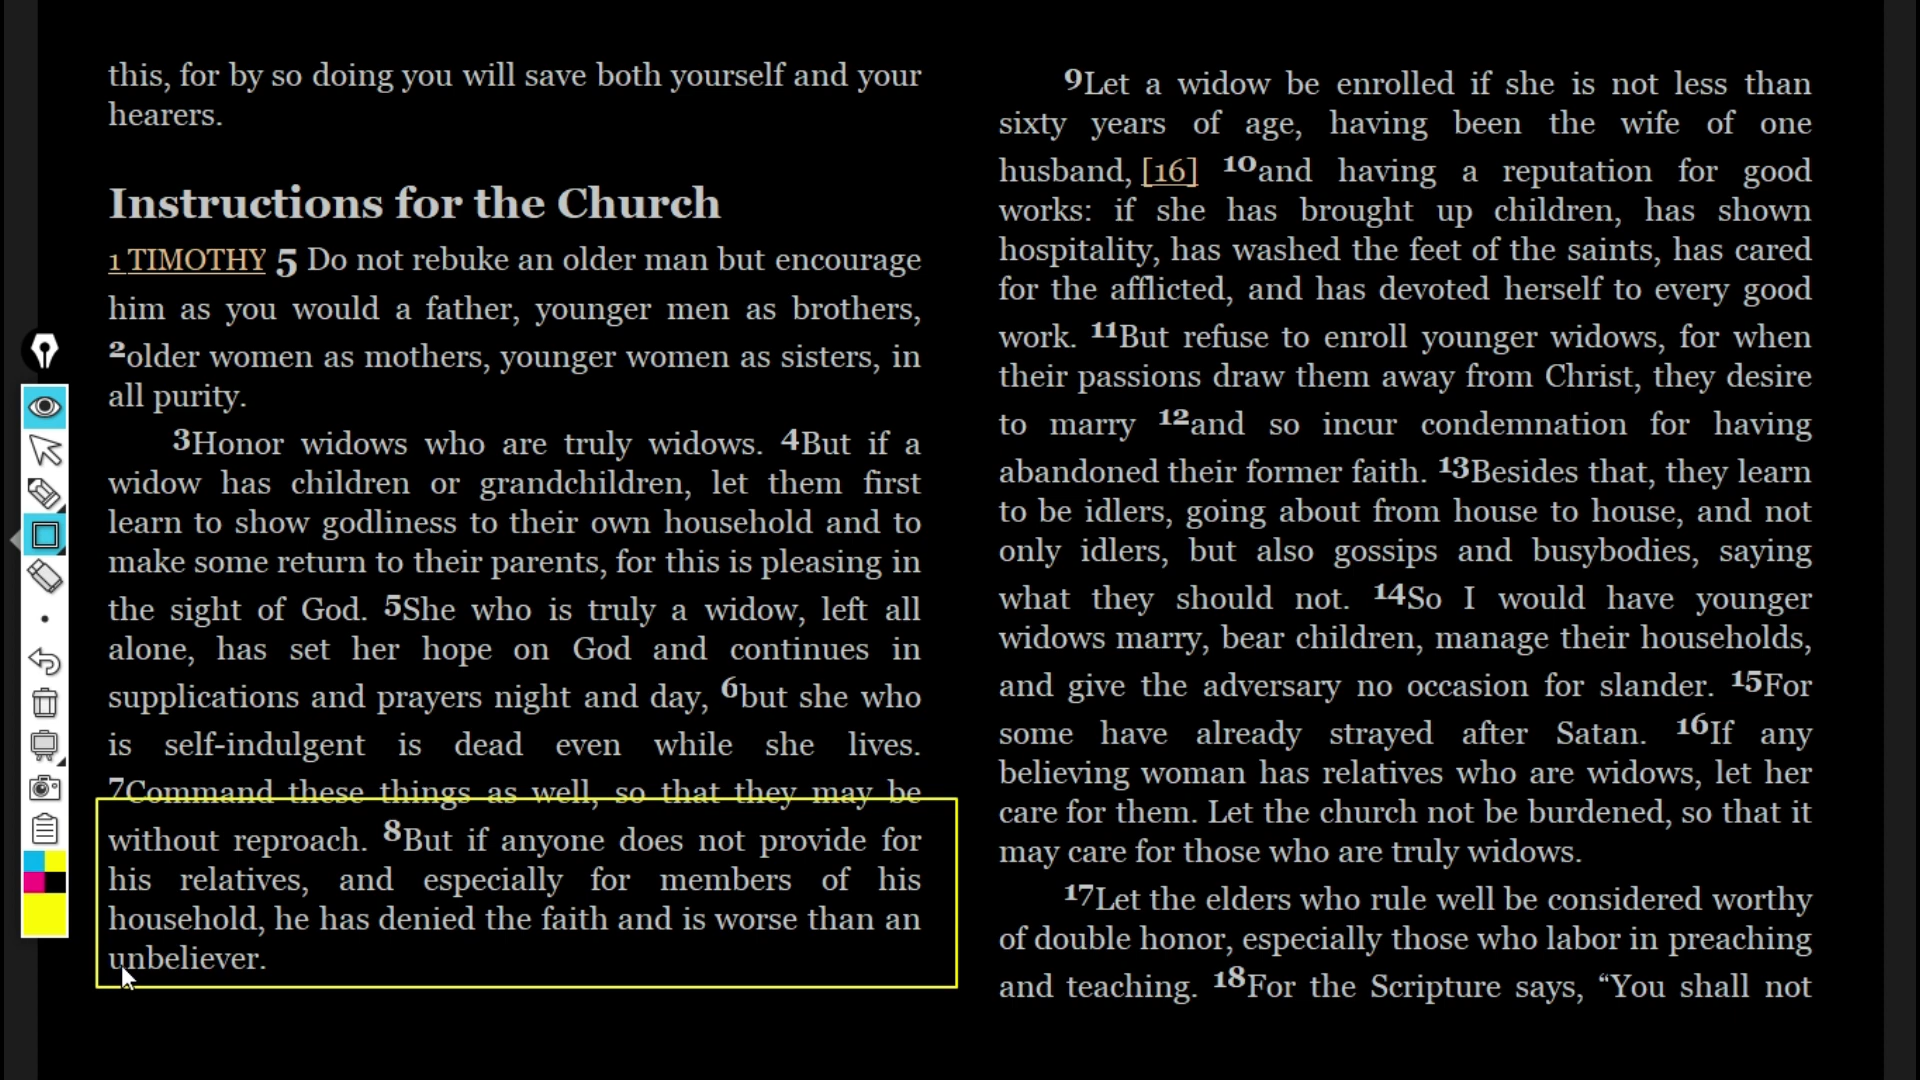 this, for by so doing you will save both yourself and your
hearers.
Instructions for the Church
1 TIMOTHY 5 Do not rebuke an older man but encourage
him as you would a father, younger men as brothers,
2older women as mothers, younger women as sisters, in
all purity.
3Honor widows who are truly widows. 4But if a
widow has children or grandchildren, let them first
learn to show godliness to their own household and to
make some return to their parents, for this is pleasing in
the sight of God. 5She who is truly a widow, left all
alone, has set her hope on God and continues in
supplications and prayers night and day, 6but she who
is self-indulgent is dead even while she lives.
7Command these things as well, so that they may be
without reproach. 8But if anyone does not provide for
his relatives, and especially for members of his
household, he has denied the faith and is worse than an
unbeliever.
9Let a widow be enrolled if she is not less than
sixty years of age, having been the wife of one
husband, [16] 10and having a reputation for good
works: if she has brought up children, has shown
hospitality, has washed the feet of the saints, has cared
for the afflicted, and has devoted herself to every good
work. 11But refuse to enroll younger widows, for when
their passions draw them away from Christ, they desire
to marry 12and so incur condemnation for having
abandoned their former faith. 13Besides that, they learn
to be idlers, going about from house to house, and not
only idlers, but also gossips and busybodies, saying
what they should not. 14So I would have younger
widows marry, bear children, manage their households,
and give the adversary no occasion for slander. 15For
some have already strayed after Satan. 16If any
believing woman has relatives who are widows, let her
care for them. Let the church not be burdened, so that it
may care for those who are truly widows.
17Let the elders who rule well be considered worthy
of double honor, especially those who labor in preaching
and teaching. 18For the Scripture says, “You shall not